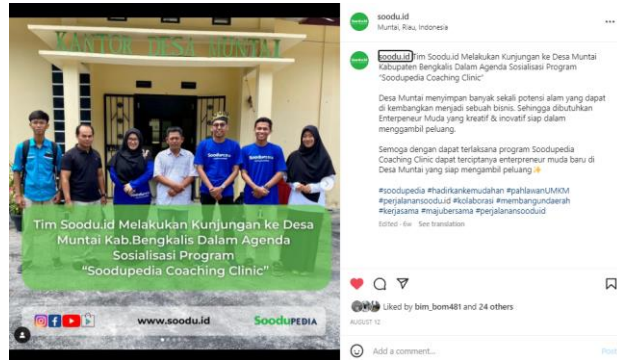 KANTOR DESA MUNTAI
Tim Soodu.id Melakukan Kunjungan ke Desa
Muntai Kab.Bengkalis Dalam Agenda
Sosialisasi Program
“Soodupedia Coaching Clinic”
www.soodu.id
SooduPEDIA
soodu.id
Muntai, Riau, Indonesia
soodu.id Tim Soodu.id Melakukan Kunjungan ke Desa Muntai
Kabupaten Bengkalis Dalam Agenda Sosialisasi Program
"Soodupedia Coaching Clinic"
Desa Muntai menyimpan banyak sekali potensi alam yang dapat
di kembangkan menjadi sebuah bisnis. Sehingga dibutuhkan
Enterpeneur Muda yang kreatif & inovatif siap dalam
menggambil peluang.
Semoga dengan dapat terlaksana program Soodupedia
Coaching Clinic dapat terciptanya enterpreneur muda baru di
Desa Muntai yang siap mengambil peluang✨
#soodupedia #hadirkankemudahan #pahlawanUMKM
#perjalanansoodu.id #kolaborasi #membangundaerah
#kerjasama #majubersama #perjalanansooduid
Edited · 6w See translation
Liked by bim_bom481 and 24 others
AUGUST 12
Add a comment...
Post